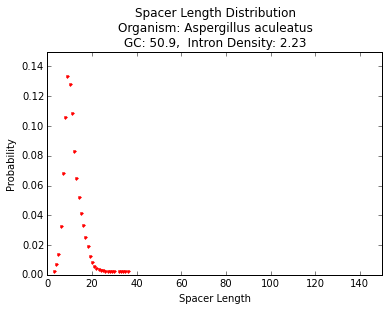 Spacer Length Distribution
Organism: Aspergillus aculeatus
GC: 50.9,  Intron Density: 2.23
0.14
0.12
0.10
0.08
0.06
0.04
0.02
0.00
Probability
0 20 40 60 80 100 120 140
Spacer Length